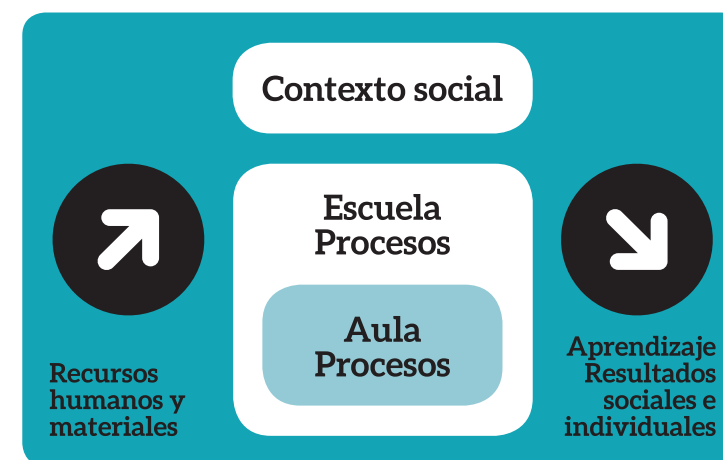 Contexto social
Escuela
Procesos
Aula
Procesos
Recursos
humanos y
materiales
Aprendizaje
Resultados
sociales e
individuales